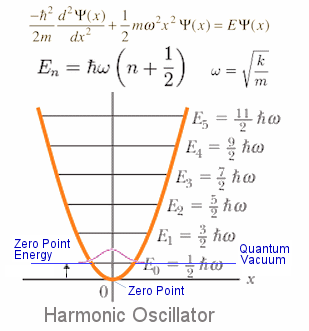 -ħ²/2m d²Ψ(x)/dx² + 1/2 mω²x²Ψ(x) = EΨ(x)
Eₙ = ħω(n + 1/2)   ω = √(k/m)
E₅ = 11/2 ħω
E₄ = 9/2 ħω
E₃ = 7/2 ħω
E₂ = 5/2 ħω
E₁ = 3/2 ħω
Zero Point
Energy
Quantum
Vacuum
E₀ = 1/2 ħω
x
0
Zero Point
Harmonic Oscillator